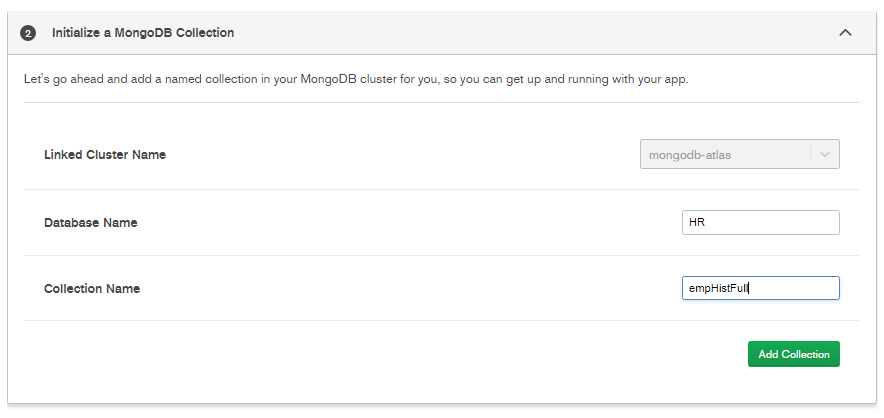 2 Initialize a MongoDB Collection
Let's go ahead and add a named collection in your MongoDB cluster for you, so you can get up and running with your app.
Linked Cluster Name mongodb-atlas
Database Name HR
Collection Name empHistFull
Add Collection